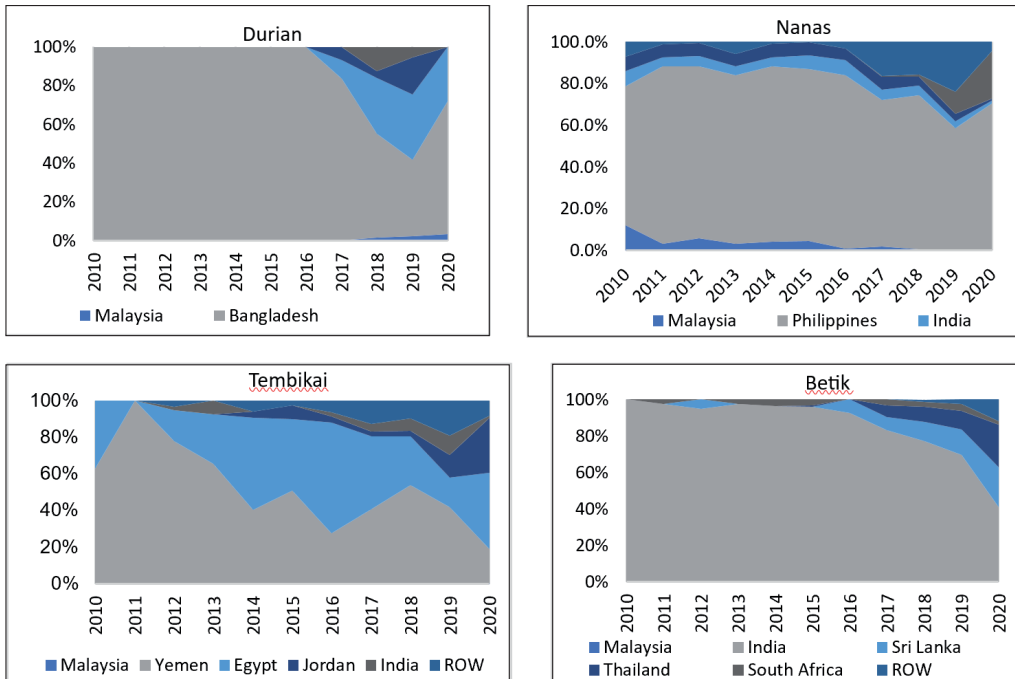 Durian
100%
80%
60%
40%
20%
0%
2010 2011 2012 2013 2014 2015 2016 2017 2018 2019 2020
Malaysia Bangladesh
Nanas
100.0%
80.0%
60.0%
40.0%
20.0%
0.0%
2010 2011 2012 2013 2014 2015 2016 2017 2018 2019 2020
Malaysia Philippines India
Tembikai
100%
80%
60%
40%
20%
0%
2010 2011 2012 2013 2014 2015 2016 2017 2018 2019 2020
Malaysia Yemen Egypt Jordan India ROW
Betik
100%
80%
60%
40%
20%
0%
2010 2011 2012 2013 2014 2015 2016 2017 2018 2019 2020
Malaysia India Sri Lanka
Thailand South Africa ROW